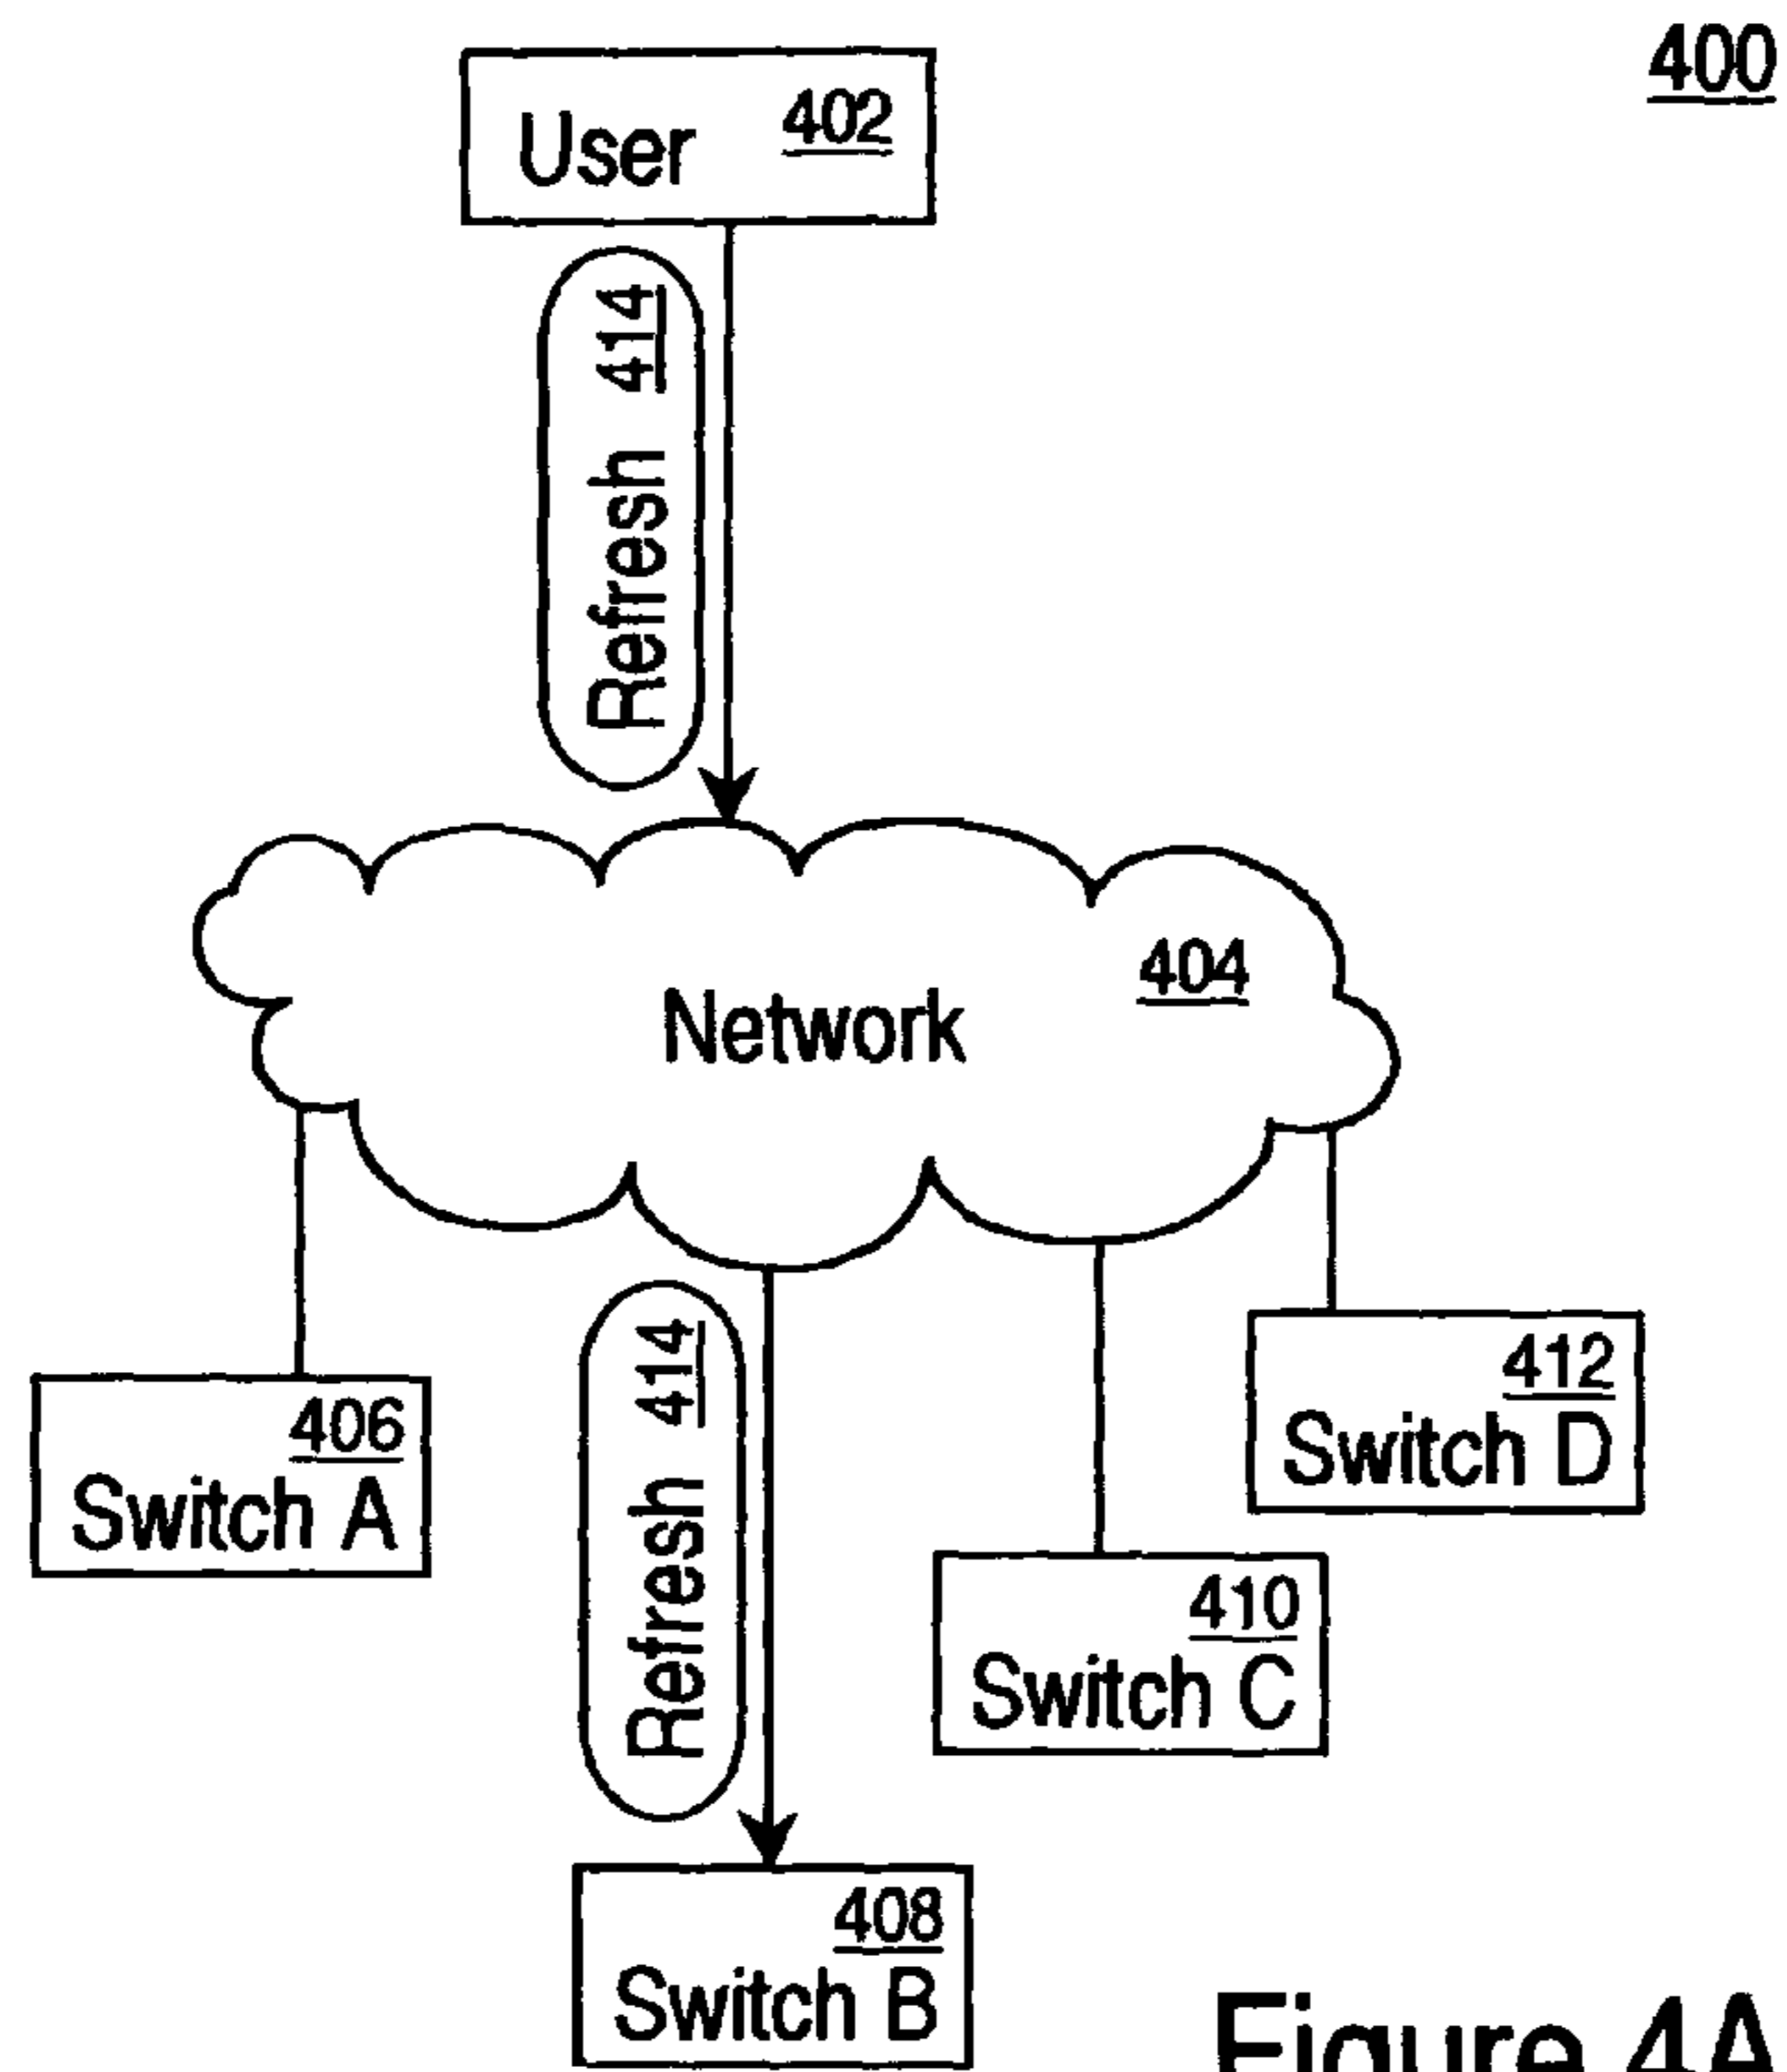 400
User 402
Refresh 414
Network 404
406
Switch A
Refresh 414
412
Switch D
410
Switch C
408
Switch B
Figure 4A